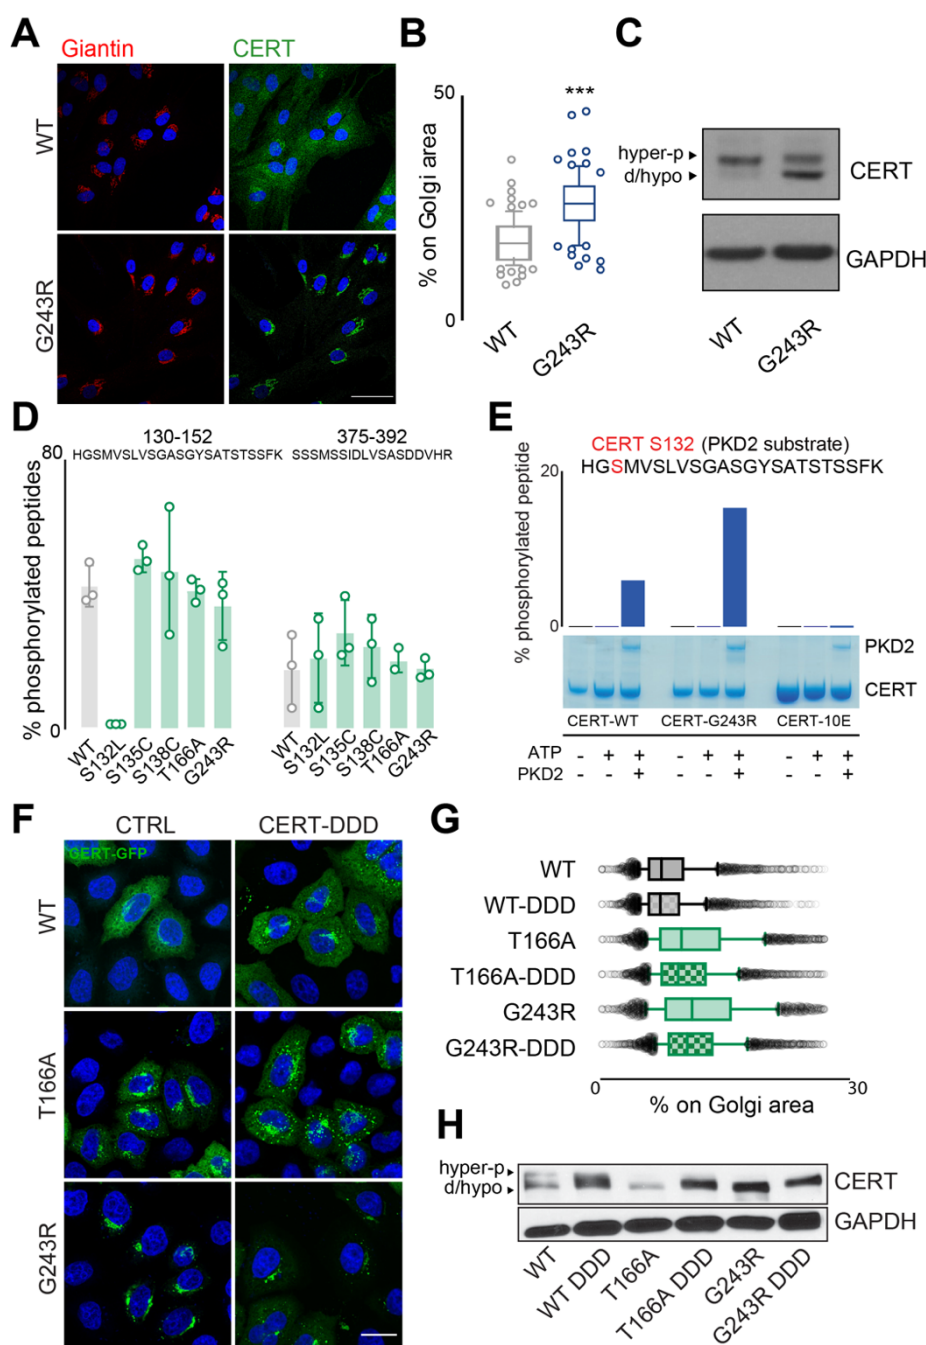 A
Giantin
CERT
WT
G243R
B
50
***
% on Golgi area
0
WT
G243R
C
hyper-p
d/hypo
CERT
GAPDH
WT
G243R
D
80
130-152
375-392
HGSMVSLVSGASGYSATSTSSFK
SSSMSSIDLVSASDDVHR
% phosphorylated peptides
0
WT
S132L
S135C
S138C
T166A
G243R
WT
S132L
S135C
S138C
T166A
G243R
E
CERT S132 (PKD2 substrate)
20
HGSMVSLVSGASGYSATSTSSFK
% phosphorylated peptide
0
PKD2
CERT
CERT-WT
CERT-G243R
CERT-10E
- + + - + + - + + ATP
- - + - - + - - + PKD2
F
CTRL
CERT-DDD
CERT-GFP
WT
T166A
G243R
G
WT
WT-DDD
T166A
T166A-DDD
G243R
G243R-DDD
0
30
% on Golgi area
H
hyper-p
d/hypo
CERT
GAPDH
WT
WT DDD
T166A
T166A DDD
G243R
G243R DDD